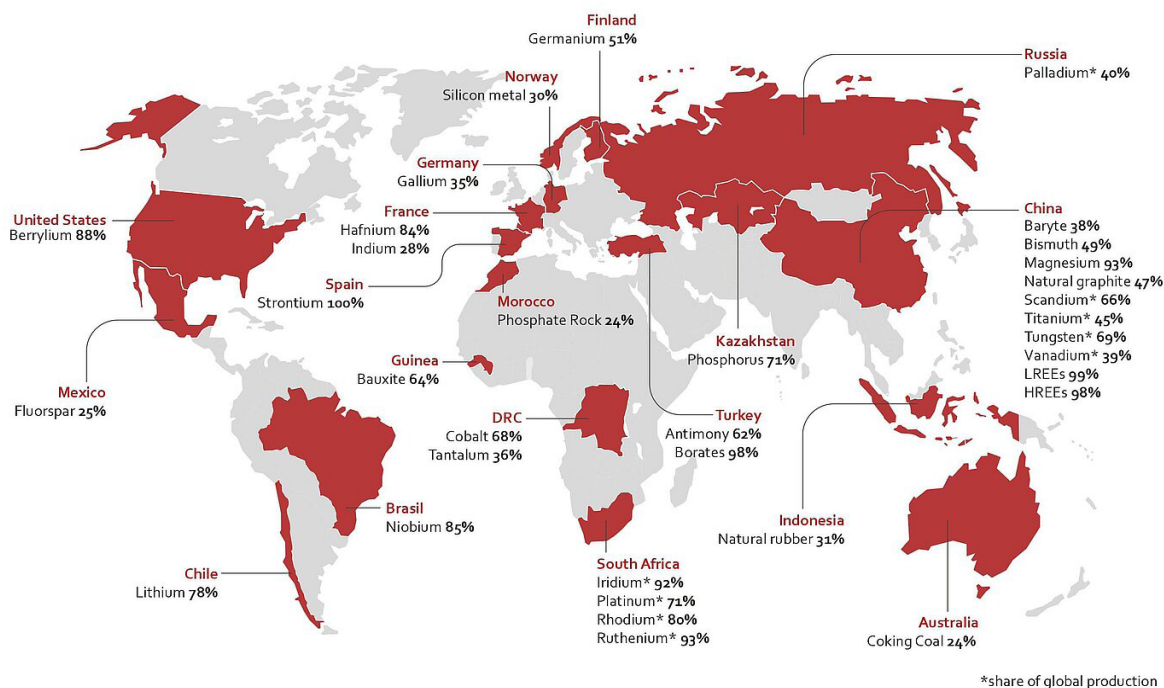 Finland
Germanium 51%
Russia
Palladium* 40%
Norway
Silicon metal 30%
Germany
Gallium 35%
France
Hafnium 84%
Indium 28%
United States
Berrylium 88%
Spain
Strontium 100%
Morocco
Phosphate Rock 24%
China
Baryte 38%
Bismuth 49%
Magnesium 93%
Natural graphite 47%
Scandium* 66%
Titanium* 45%
Tungsten* 69%
Vanadium* 39%
LREEs 99%
HREEs 98%
Kazakhstan
Phosphorus 71%
Guinea
Bauxite 64%
Mexico
Fluorspar 25%
DRC
Cobalt 68%
Tantalum 36%
Turkey
Antimony 62%
Borates 98%
Brasil
Niobium 85%
Indonesia
Natural rubber 31%
Chile
Lithium 78%
South Africa
Iridium* 92%
Platinum* 71%
Rhodium* 80%
Ruthenium* 93%
Australia
Coking Coal 24%
*share of global production